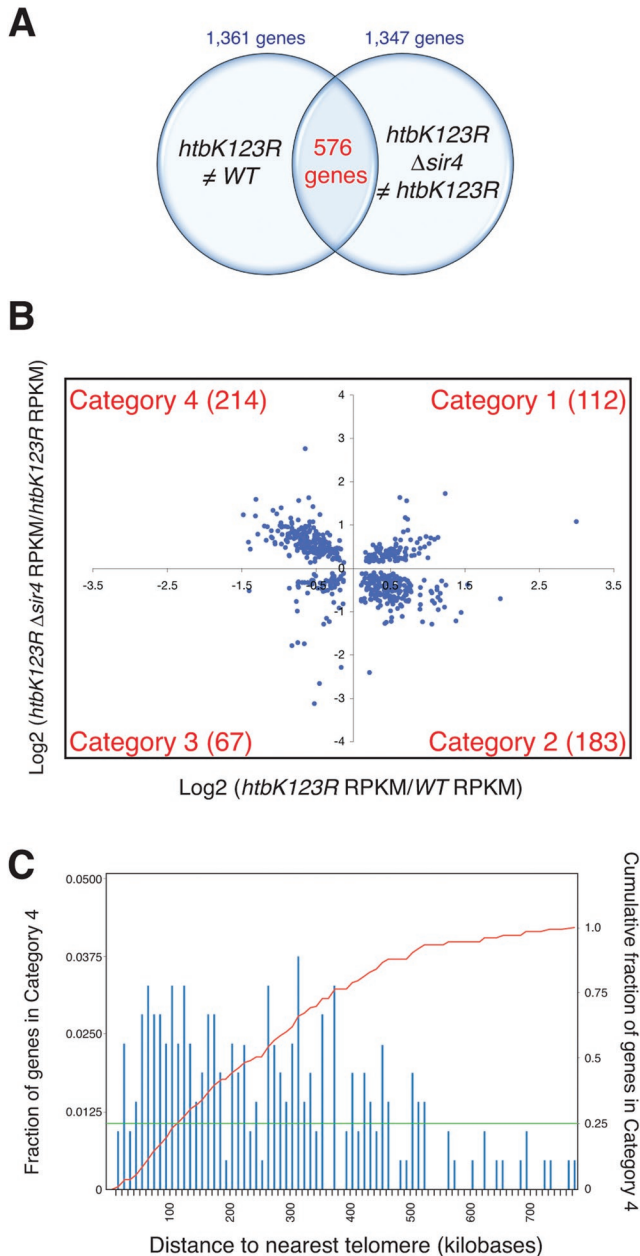 A
1,361 genes 1,347 genes
htbK123R
≠ WT
576
genes
htbK123R
Δsir4
≠ htbK123R
B
Category 4 (214)
Category 1 (112)
Log2 (htbK123R Δsir4 RPKM/htbK123R RPKM)
4
3
2
1
0
-3.5 -2.5 -1.5 -0.5 0.5 1.5 2.5 3.5
-1
-2
-3
-4
Category 3 (67)
Category 2 (183)
Log2 (htbK123R RPKM/WT RPKM)
C
Fraction of genes in Category 4
0.0500
0.0375
0.0250
0.0125
0
Cumulative fraction of genes in Category 4
1.0
0.75
0.5
0.25
0
100 200 300 400 500 600 700
Distance to nearest telomere (kilobases)